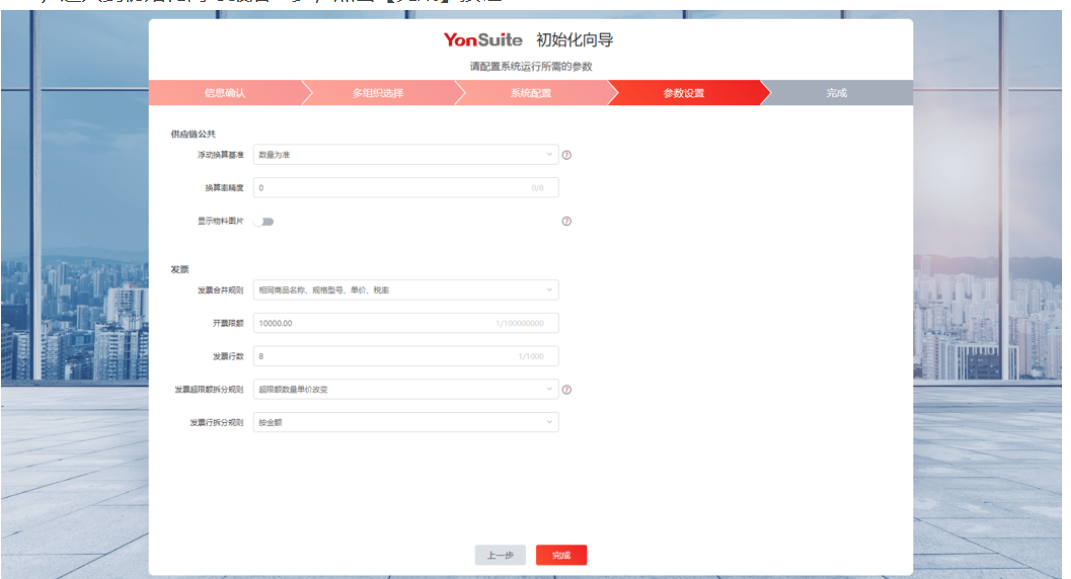 YonSuite 初始化向导
请配置系统运行所需的参数
信息确认 多组织选择 系统配置 参数设置 完成
供应链公共
浮动换算基准 数量为准
换算率精度 0 0/8
显示物料图片
发票
发票合并规则 相同商品名称、规格型号、单价、税率
开票限额 10000.00 1/100000000
发票行数 8 1/1000
发票超限额拆分规则 超限额数量单价改变
发票行拆分规则 按金额
上一步 完成